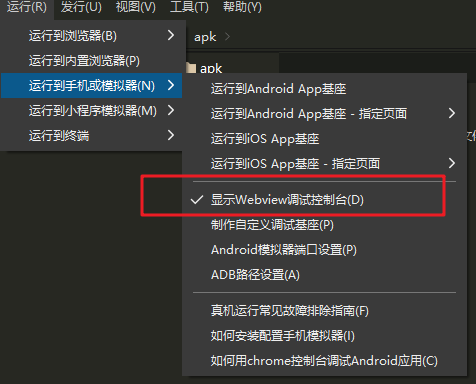 运行(R) 发行(U) 视图(V) 工具(T) 帮助(Y)
运行到浏览器(B)
apk
运行到内置浏览器(P)
apk
运行到手机或模拟器(N)
运行到Android App基座
运行到小程序模拟器(M)
运行到Android App基座 - 指定页面
运行到终端
运行到iOS App基座
运行到iOS App基座 - 指定页面
显示Webview调试控制台(D)
制作自定义调试基座(P)
Android模拟器端口设置(P)
ADB路径设置(A)
真机运行常见故障排除指南(F)
如何安装配置手机模拟器(I)
如何用chrome控制台调试Android应用(C)